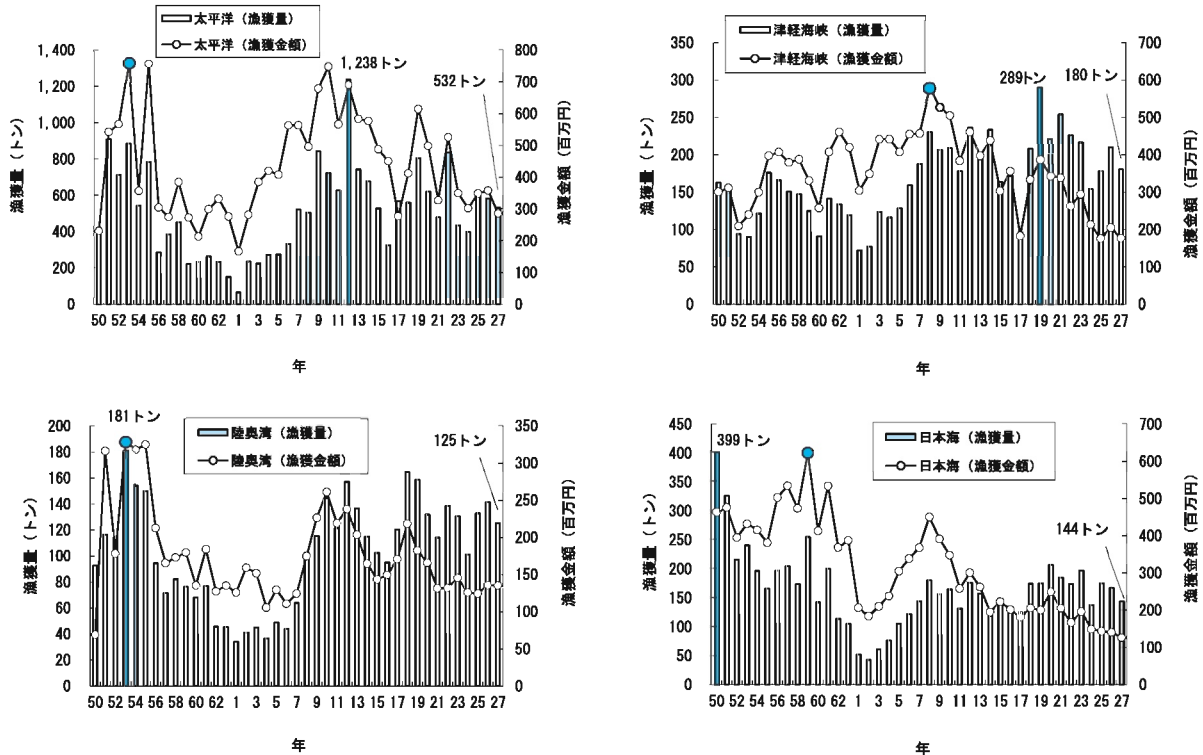 太平洋（漁獲量）
太平洋（漁獲金額）
1,238トン
532トン
漁獲量（トン）
1,400
1,200
1,000
800
600
400
200
0
漁獲金額（百万円）
800
700
600
500
400
300
200
100
0
50 52 54 56 58 60 62 1 3 5 7 9 11 13 15 17 19 21 23 25 27
年
津軽海峡（漁獲量）
津軽海峡（漁獲金額）
289トン
180トン
漁獲量（トン）
350
300
250
200
150
100
50
0
漁獲金額（百万円）
700
600
500
400
300
200
100
0
50 52 54 56 58 60 62 1 3 5 7 9 11 13 15 17 19 21 23 25 27
年
181トン
陸奥湾（漁獲量）
陸奥湾（漁獲金額）
125トン
漁獲量（トン）
200
180
160
140
120
100
80
60
40
20
0
漁獲金額（百万円）
350
300
250
200
150
100
50
0
50 52 54 56 58 60 62 1 3 5 7 9 11 13 15 17 19 21 23 25 27
年
399トン
日本海（漁獲量）
日本海（漁獲金額）
144トン
漁獲量（トン）
450
400
350
300
250
200
150
100
50
0
漁獲金額（百万円）
700
600
500
400
300
200
100
0
50 52 54 56 58 60 62 1 3 5 7 9 11 13 15 17 19 21 23 25 27
年